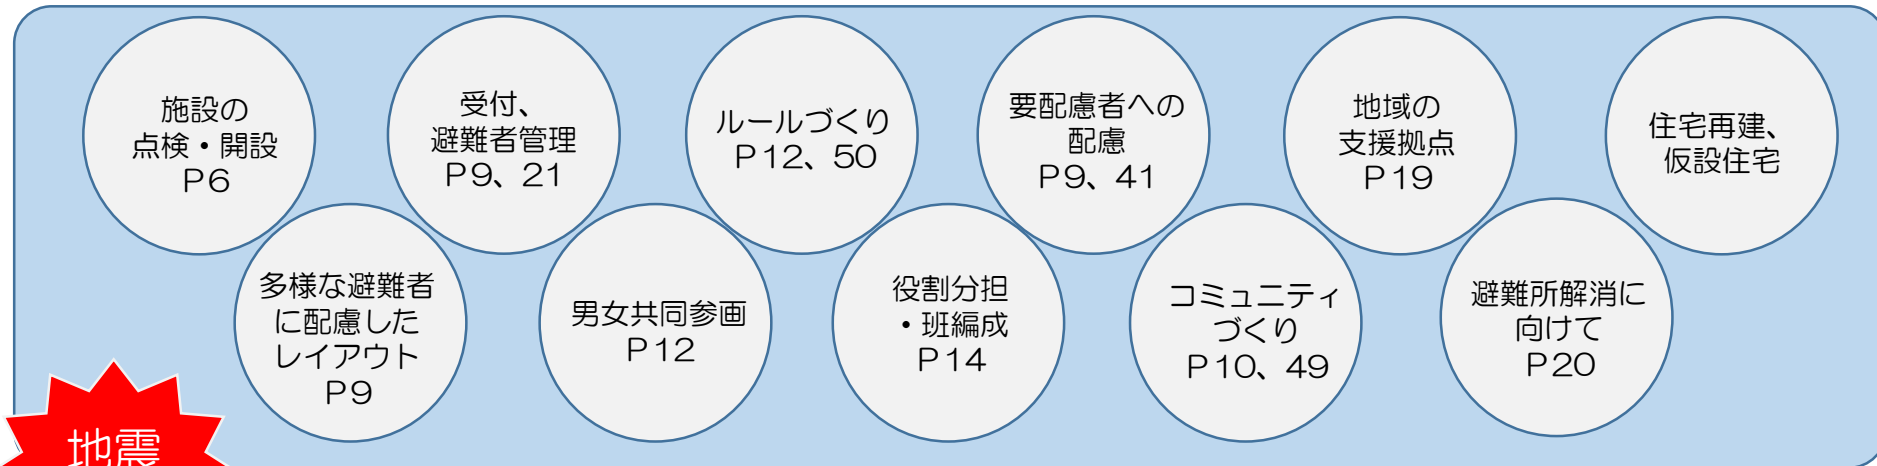 施設の
点検・開設
P6
受付、
避難者管理
P9、21
ルールづくり
P12、50
要配慮者への
配慮
P9、41
地域の
支援拠点
P19
住宅再建、
仮設住宅
多様な避難者
に配慮した
レイアウト
P9
男女共同参画
P12
役割分担
・班編成
P14
コミュニティ
づくり
P10、49
避難所解消に
向けて
P20
地震